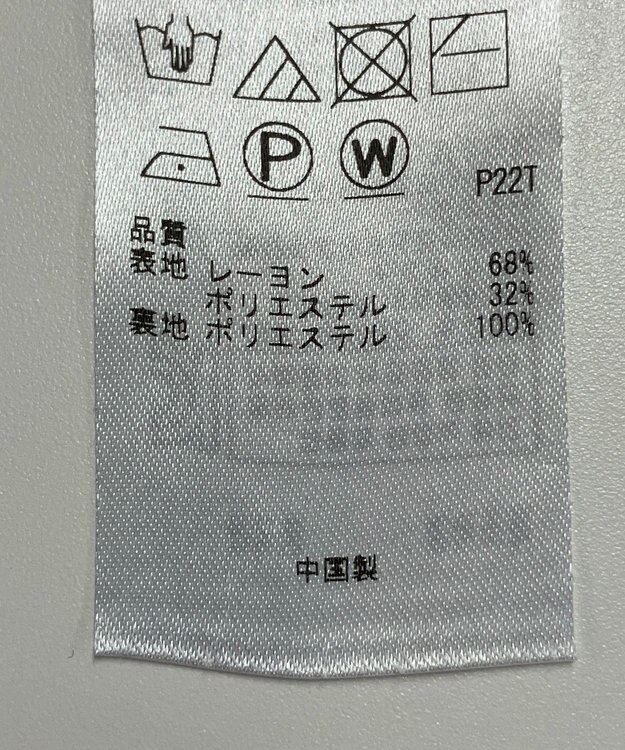 P W
P22T
品質
表地 レーヨン 68%
ポリエステル 32%
裏地 ポリエステル 100%
中国製